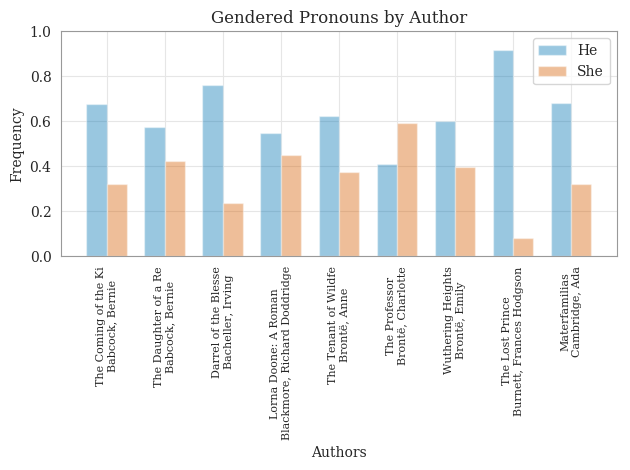 Gendered Pronouns by Author
He
She
Frequency
1.0
0.8
0.6
0.4
0.2
0.0
The Coming of the Ki
Babcock, Bernie
The Daughter of a Re
Babcock, Bernie
Darrel of the Blesse
Bacheller, Irving
Lorna Doone: A Roman
Blackmore, Richard Doddridge
The Tenant of Wildfe
Brontë, Anne
The Professor
Brontë, Charlotte
Wuthering Heights
Brontë, Emily
The Lost Prince
Burnett, Frances Hodgson
Materfamilias
Cambridge, Ada
Authors